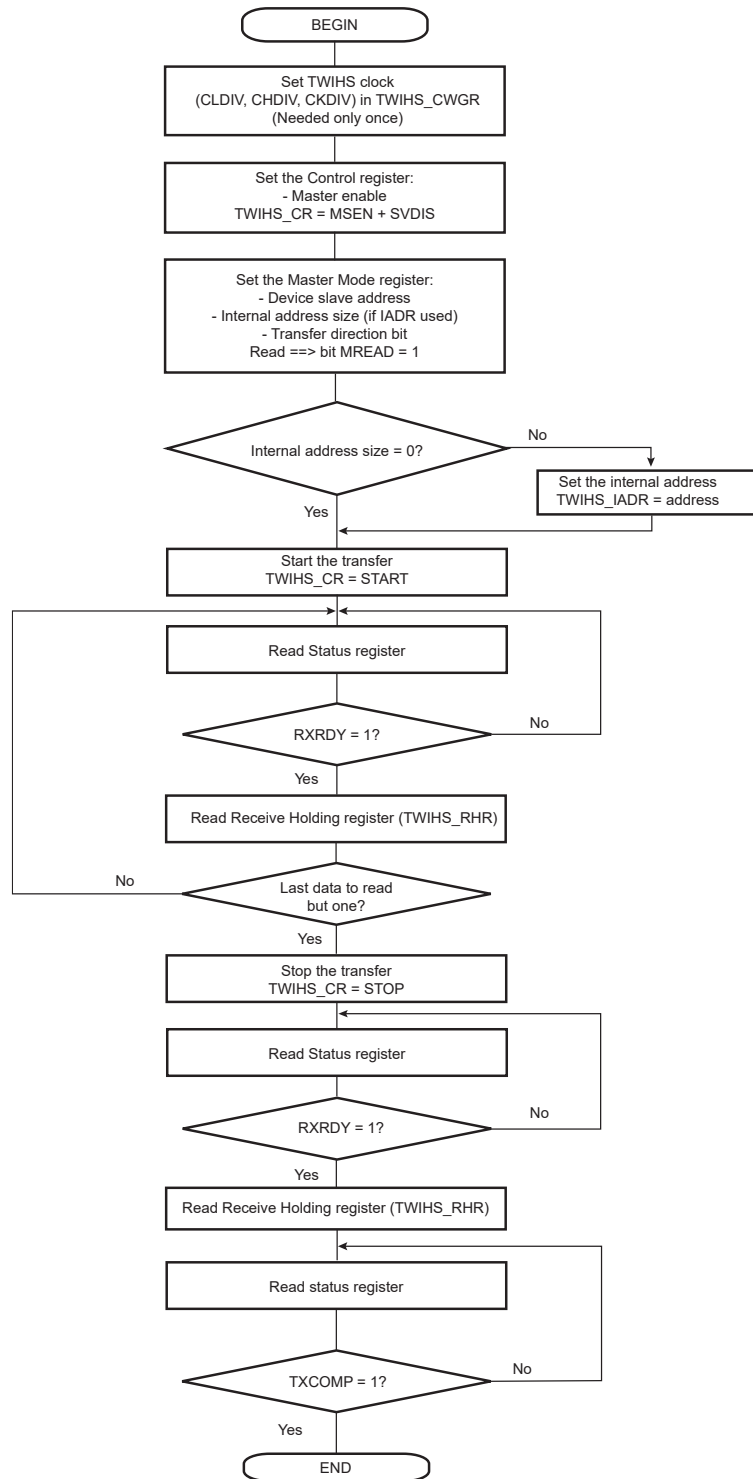 BEGIN
Set TWIHS clock
(CLDIV, CHDIV, CKDIV) in TWIHS_CWGR
(Needed only once)
Set the Control register:
- Master enable
TWIHS_CR = MSEN + SVDIS
Set the Master Mode register:
- Device slave address
- Internal address size (if IADR used)
- Transfer direction bit
Read ==> bit MREAD = 1
Internal address size = 0?
No
Set the internal address
TWIHS_IADR = address
Yes
Start the transfer
TWIHS_CR = START
Read Status register
RXRDY = 1?
No
Yes
Read Receive Holding register (TWIHS_RHR)
No
Last data to read
but one?
Yes
Stop the transfer
TWIHS_CR = STOP
Read Status register
RXRDY = 1?
No
Yes
Read Receive Holding register (TWIHS_RHR)
Read status register
TXCOMP = 1?
No
Yes
END